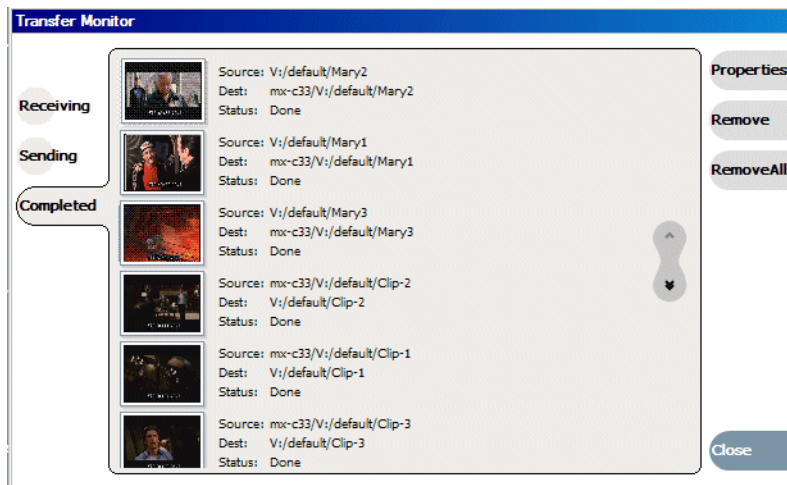 Transfer Monitor
Receiving
Sending
Completed
Source: V:/default/Mary2
Dest: mx-c33/V:/default/Mary2
Status: Done
Source: V:/default/Mary1
Dest: mx-c33/V:/default/Mary1
Status: Done
Source: V:/default/Mary3
Dest: mx-c33/V:/default/Mary3
Status: Done
Source: mx-c33/V:/default/Clip-2
Dest: V:/default/Clip-2
Status: Done
Source: mx-c33/V:/default/Clip-1
Dest: V:/default/Clip-1
Status: Done
Source: mx-c33/V:/default/Clip-3
Dest: V:/default/Clip-3
Status: Done
Properties
Remove
RemoveAll
Close